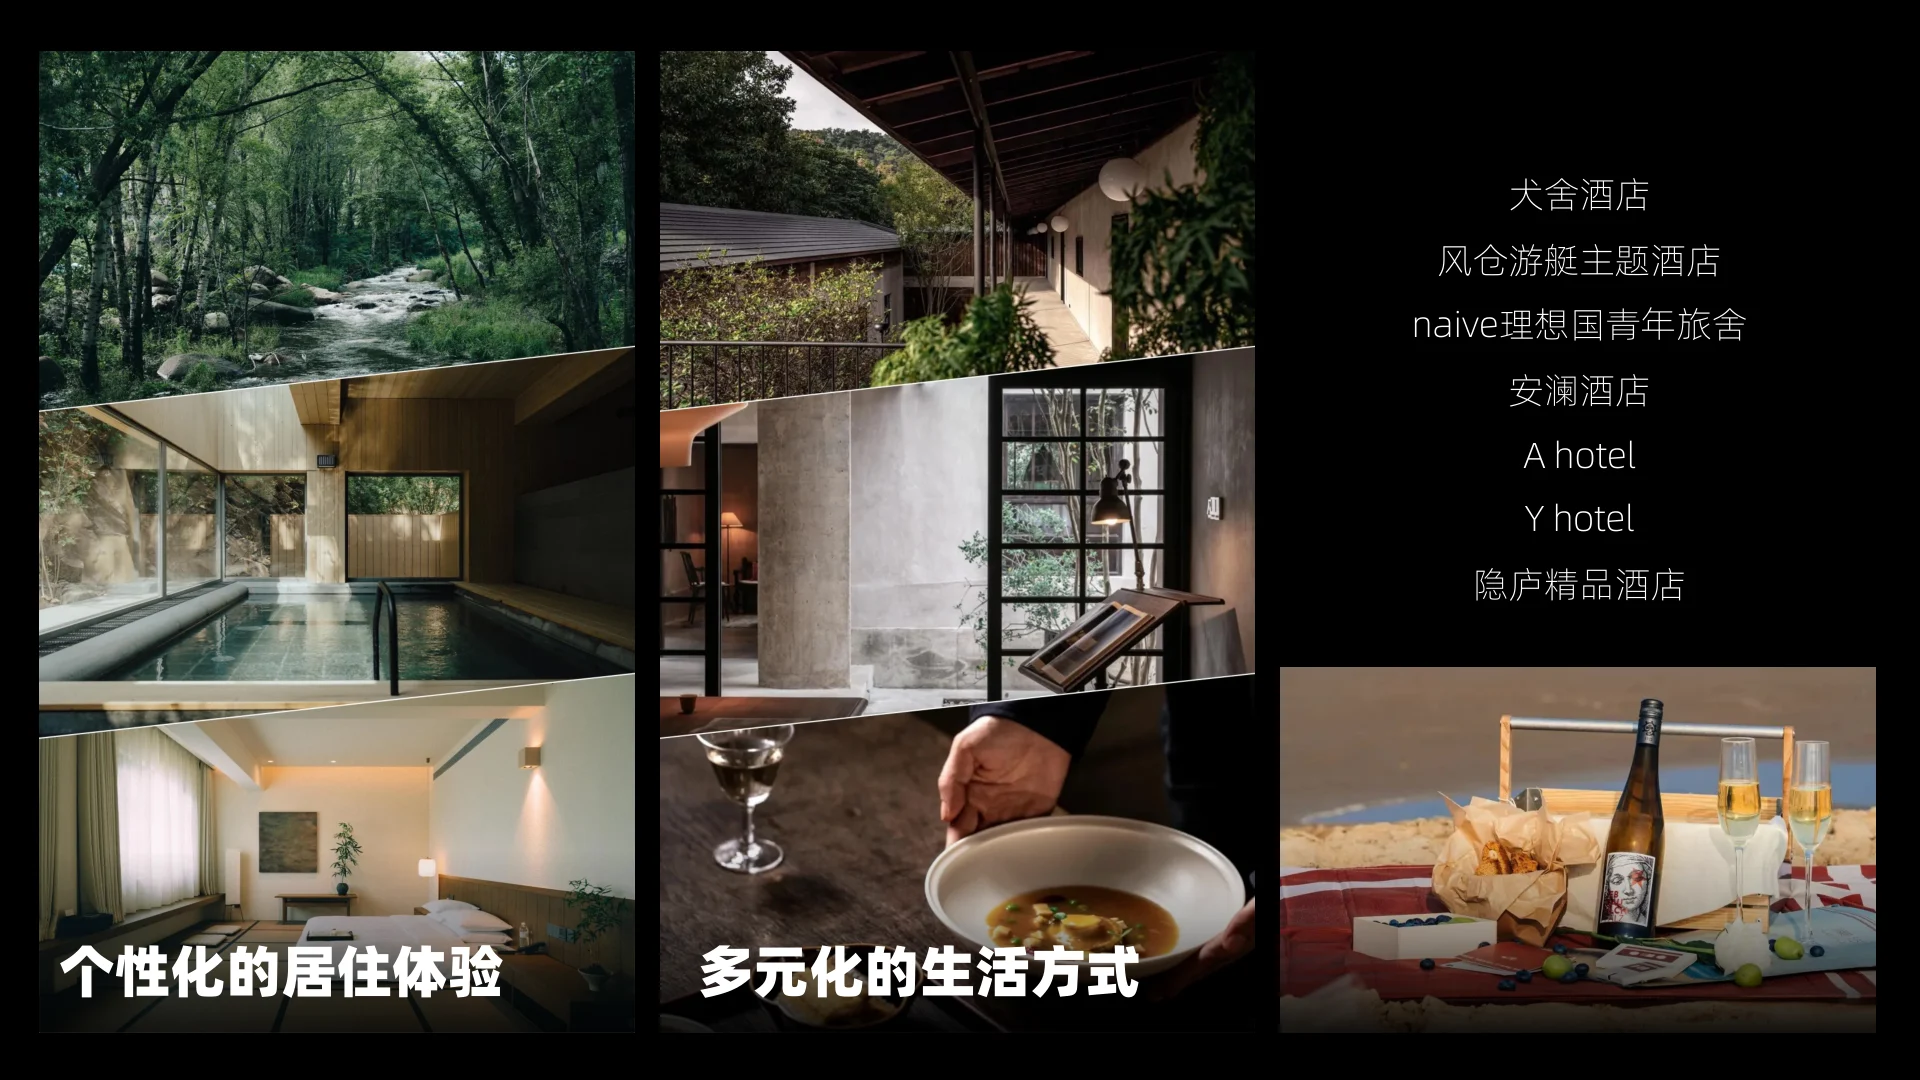 个性化的居住体验
多元化的生活方式
犬舍酒店
风仓游艇主题酒店
naive理想国青年旅舍
安澜酒店
A hotel
Y hotel
隐庐精品酒店